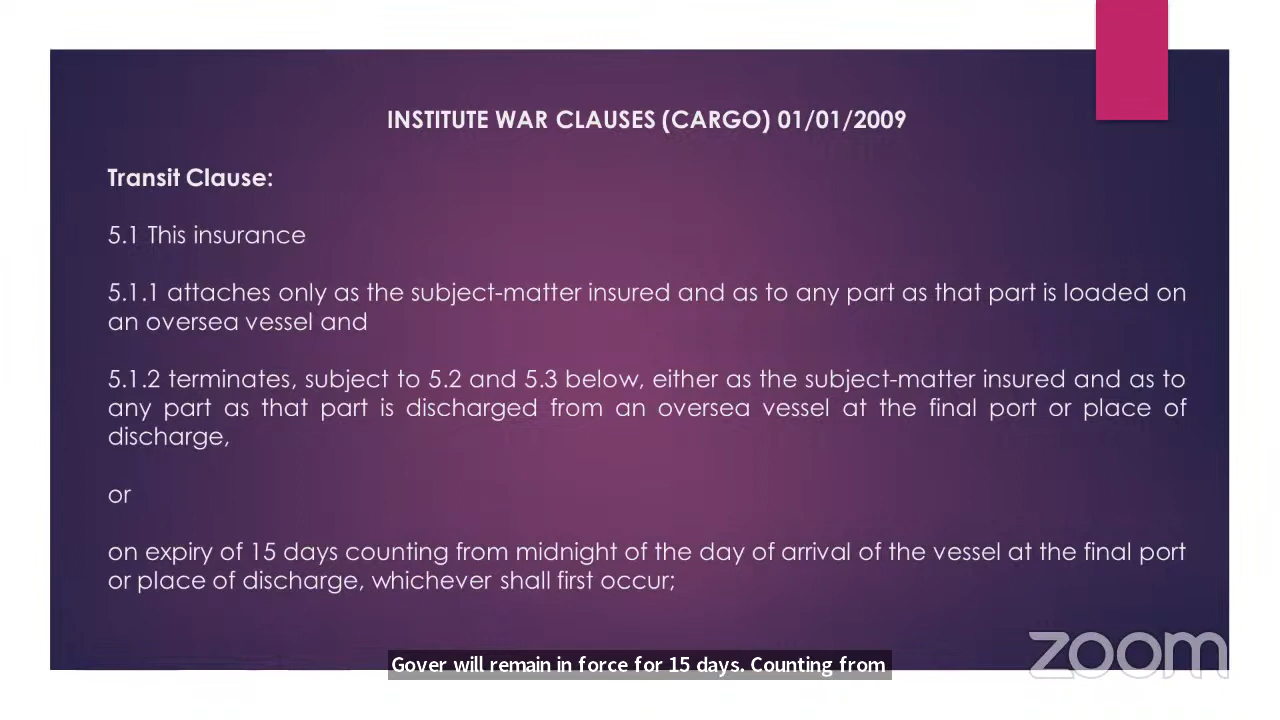 INSTITUTE WAR CLAUSES (CARGO) 01/01/2009
Transit Clause:
5.1 This insurance
5.1.1 attaches only as the subject-matter insured and as to any part as that part is loaded on
an oversea vessel and
5.1.2 terminates, subject to 5.2 and 5.3 below, either as the subject-matter insured and as to
any part as that part is discharged from an oversea vessel at the final port or place of
discharge,
or
on expiry of 15 days counting from midnight of the day of arrival of the vessel at the final port
or place of discharge, whichever shall first occur;
zoom
Gover will remain in force for 15 days. Counting from